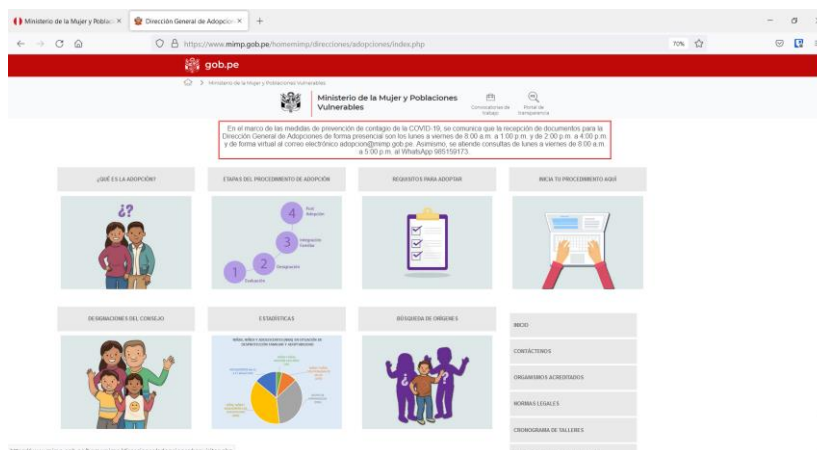 Ministerio de la Mujer y Poblaci
Dirección General de Adopcion
https://www.mimp.gob.pe/homemimp/direcciones/adopciones/index.php
70%
gob.pe
Ministerio de la Mujer y Poblaciones Vulnerables
Ministerio de la Mujer y Poblaciones
Vulnerables
Convocatorias de
trabajo
Portal de
transparencia
En el marco de las medidas de prevención de contagio de la COVID-19, se comunica que la recepción de documentos para la
Dirección General de Adopciones de forma presencial son los lunes a viernes de 8:00 a.m. a 1:00 p.m. y de 2:00 p.m. a 4:00 p.m.
y de forma virtual al correo electrónico adopcion@mimp.gob.pe. Asimismo, se atiende consultas de lunes a viernes de 8:00 a.m.
a 5:00 p.m. al WhatsApp 985159173.
¿QUÉ ES LA ADOPCIÓN?
ETAPAS DEL PROCEDIMIENTO DE ADOPCIÓN
REQUISITOS PARA ADOPTAR
INICIA TU PROCEDIMIENTO AQUÍ
¿?
4
Post
Adopción
3
Integración
Familiar
2
Designación
1
Evaluación
DESIGNACIONES DEL CONSEJO
ESTADÍSTICAS
BÚSQUEDA DE ORÍGENES
INICIO
CONTÁCTENOS
ORGANISMOS ACREDITADOS
NORMAS LEGALES
CRONOGRAMA DE TALLERES